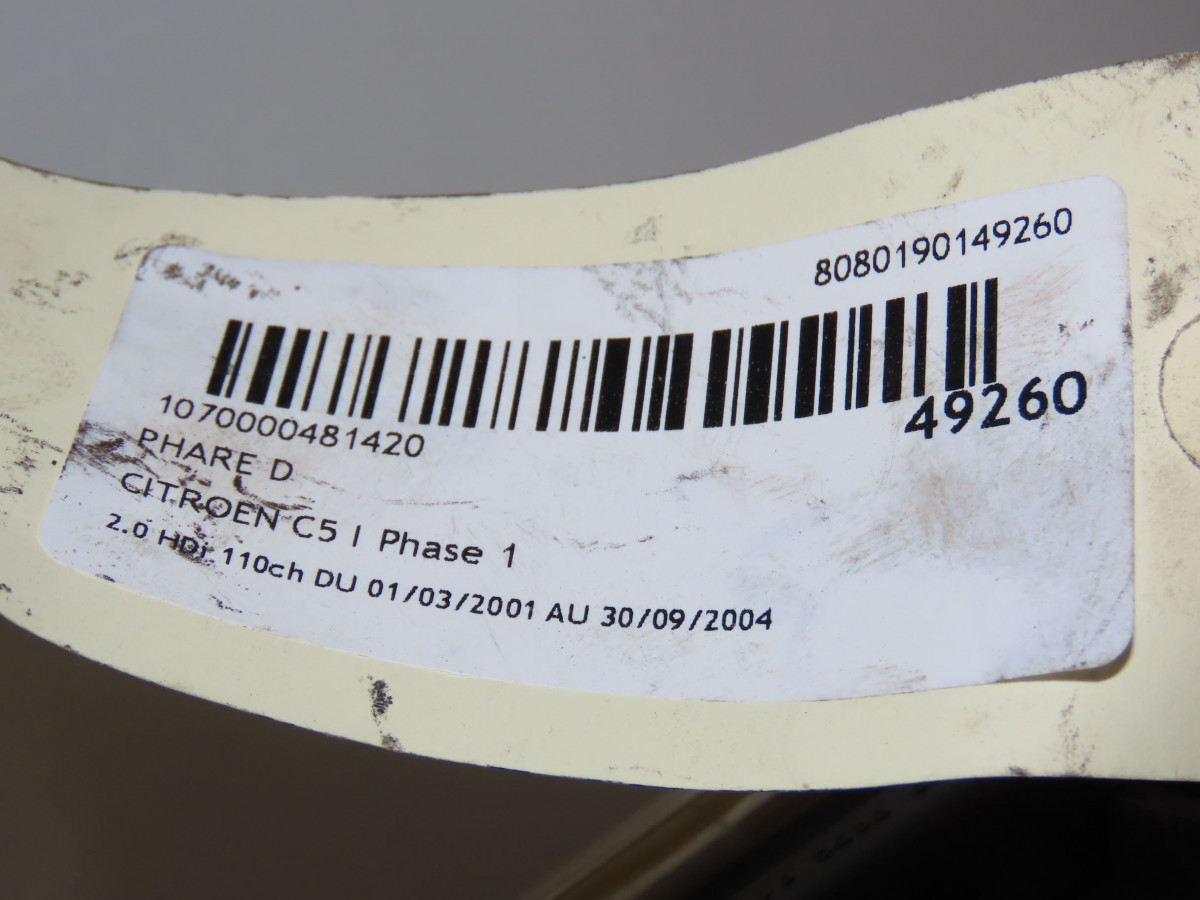 8080190149260
1070000481420
49260
PHARE D
CITROEN C5 I Phase 1
2.0 HDi 110ch DU 01/03/2001 AU 30/09/2004